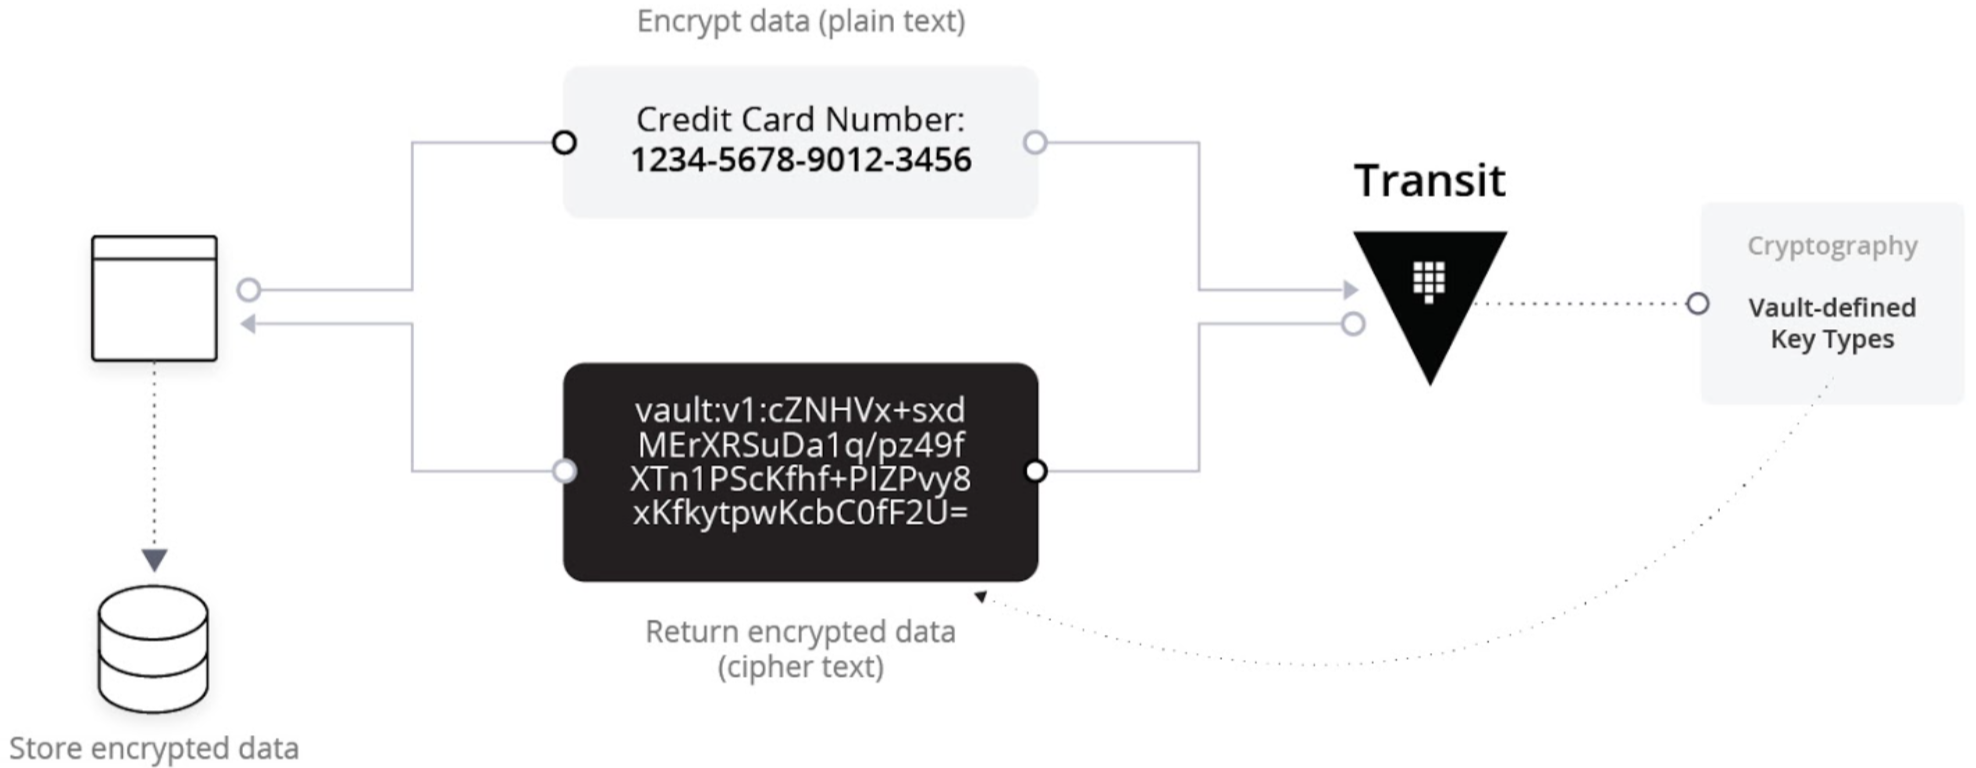 Encrypt data (plain text)
Credit Card Number:
1234-5678-9012-3456
Transit
Cryptography
Vault-defined
Key Types
vault:v1:cZNHVx+sxd
MErXRSuDa1q/pz49f
XTn1PScKfhf+PIZPvy8
xKfkytpwKcbC0fF2U=
Return encrypted data
(cipher text)
Store encrypted data